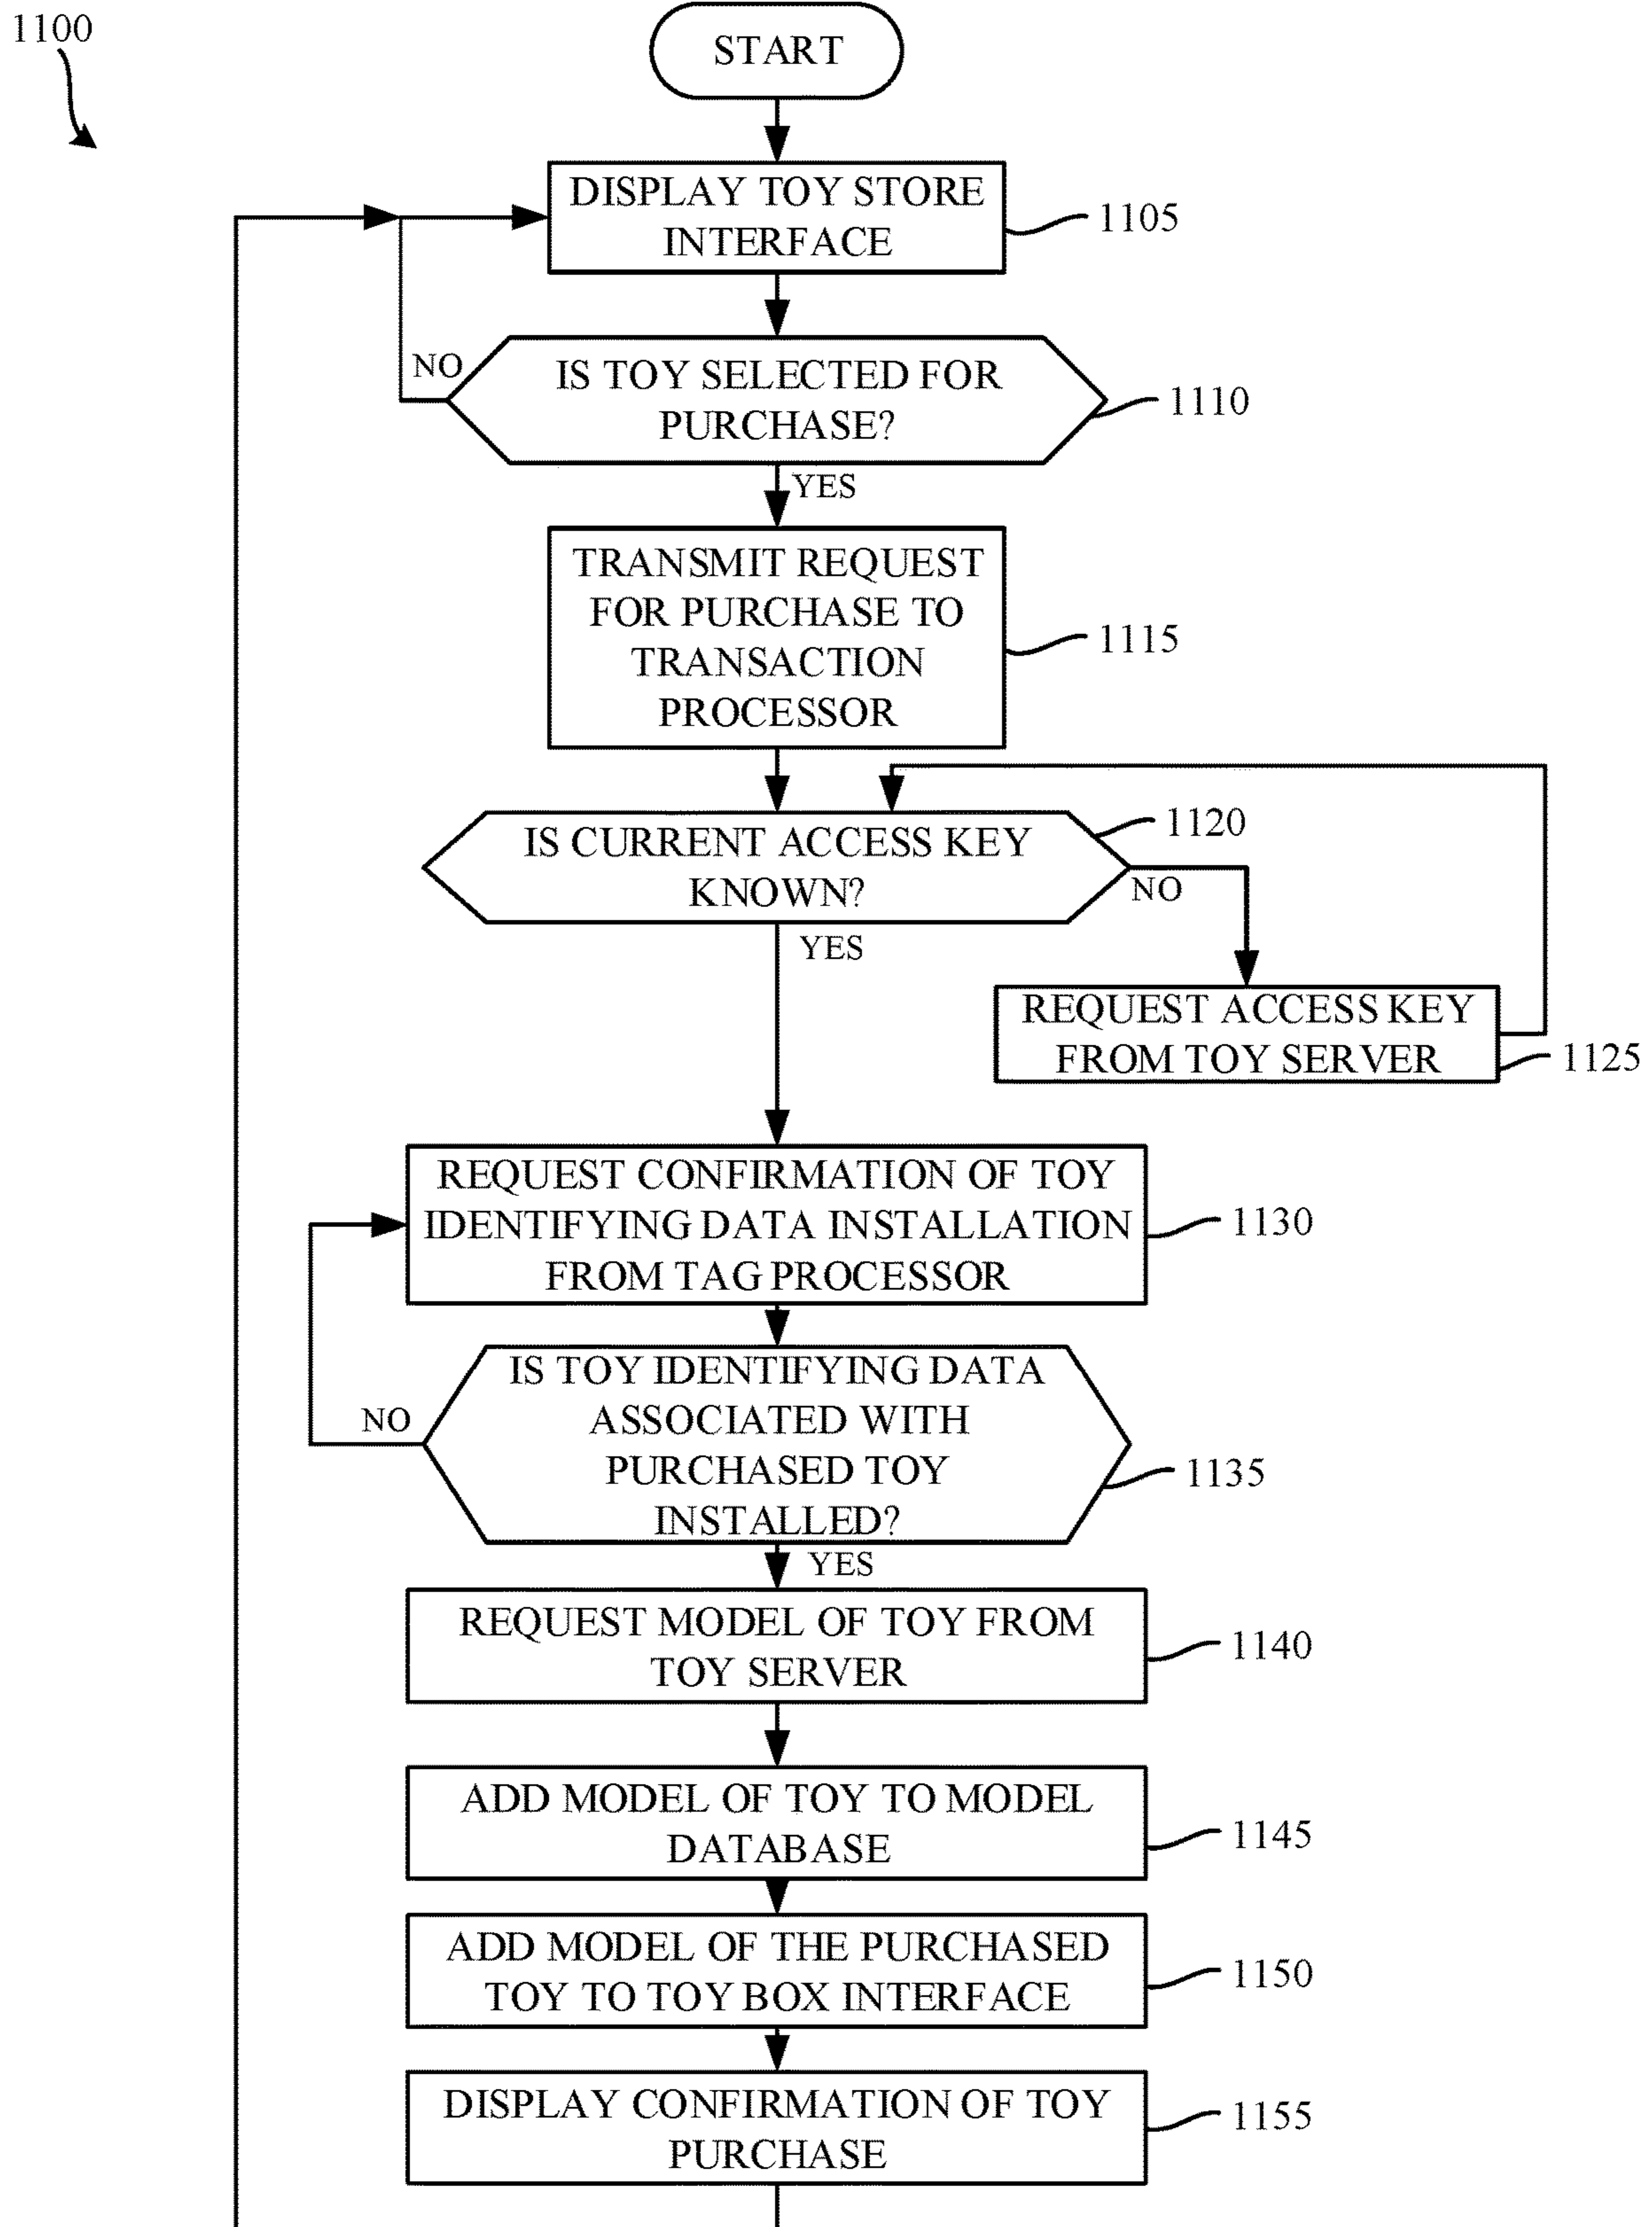 1100
START
DISPLAY TOY STORE
INTERFACE
1105
NO
IS TOY SELECTED FOR
PURCHASE?
1110
YES
TRANSMIT REQUEST
FOR PURCHASE TO
TRANSACTION
PROCESSOR
1115
IS CURRENT ACCESS KEY
KNOWN?
1120
NO
YES
REQUEST ACCESS KEY
FROM TOY SERVER
1125
REQUEST CONFIRMATION OF TOY
IDENTIFYING DATA INSTALLATION
FROM TAG PROCESSOR
1130
IS TOY IDENTIFYING DATA
ASSOCIATED WITH
PURCHASED TOY
INSTALLED?
NO
1135
YES
REQUEST MODEL OF TOY FROM
TOY SERVER
1140
ADD MODEL OF TOY TO MODEL
DATABASE
1145
ADD MODEL OF THE PURCHASED
TOY TO TOY BOX INTERFACE
1150
DISPLAY CONFIRMATION OF TOY
PURCHASE
1155